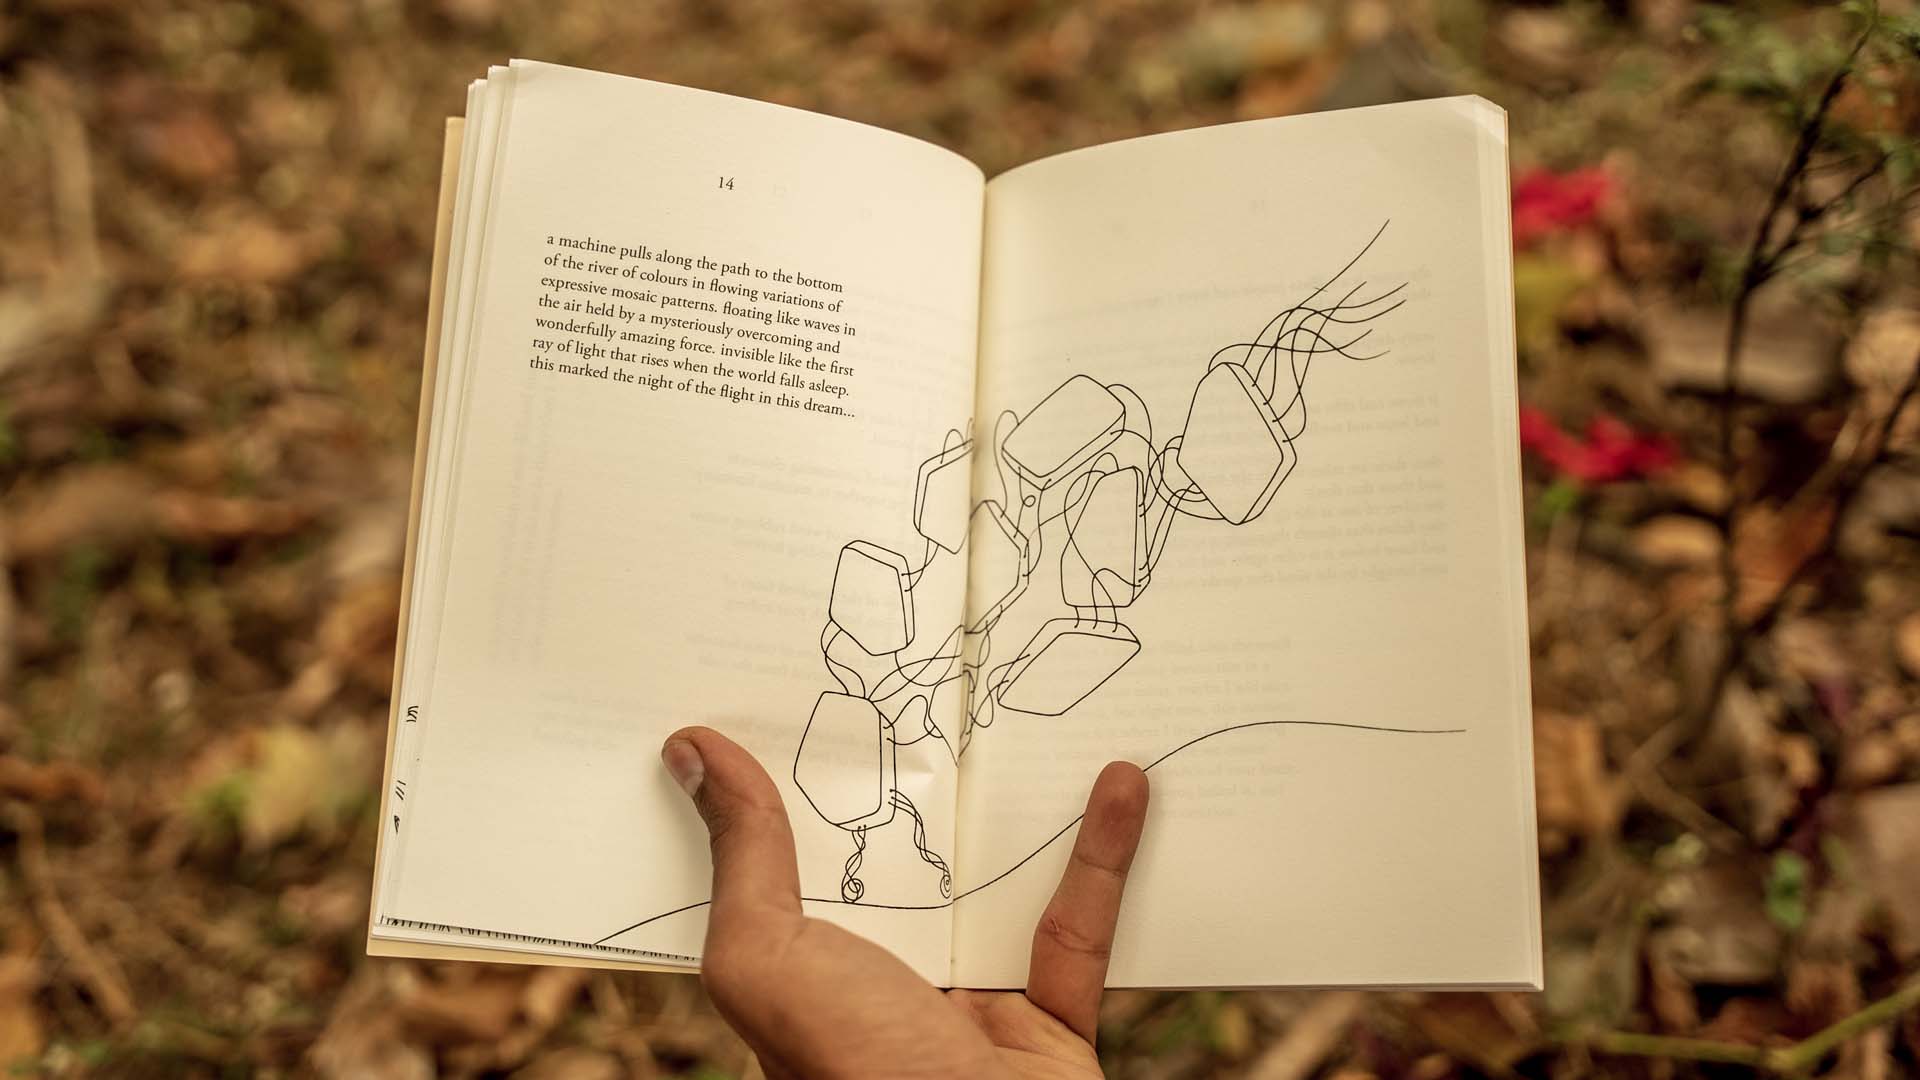 14
a machine pulls along the path to the bottom
of the river of colours in flowing variations of
expressive mosaic patterns. floating like waves in
the air held by a mysteriously overcoming and
wonderfully amazing force. invisible like the first
ray of light that rises when the world falls asleep.
this marked the night of the flight in this dream...